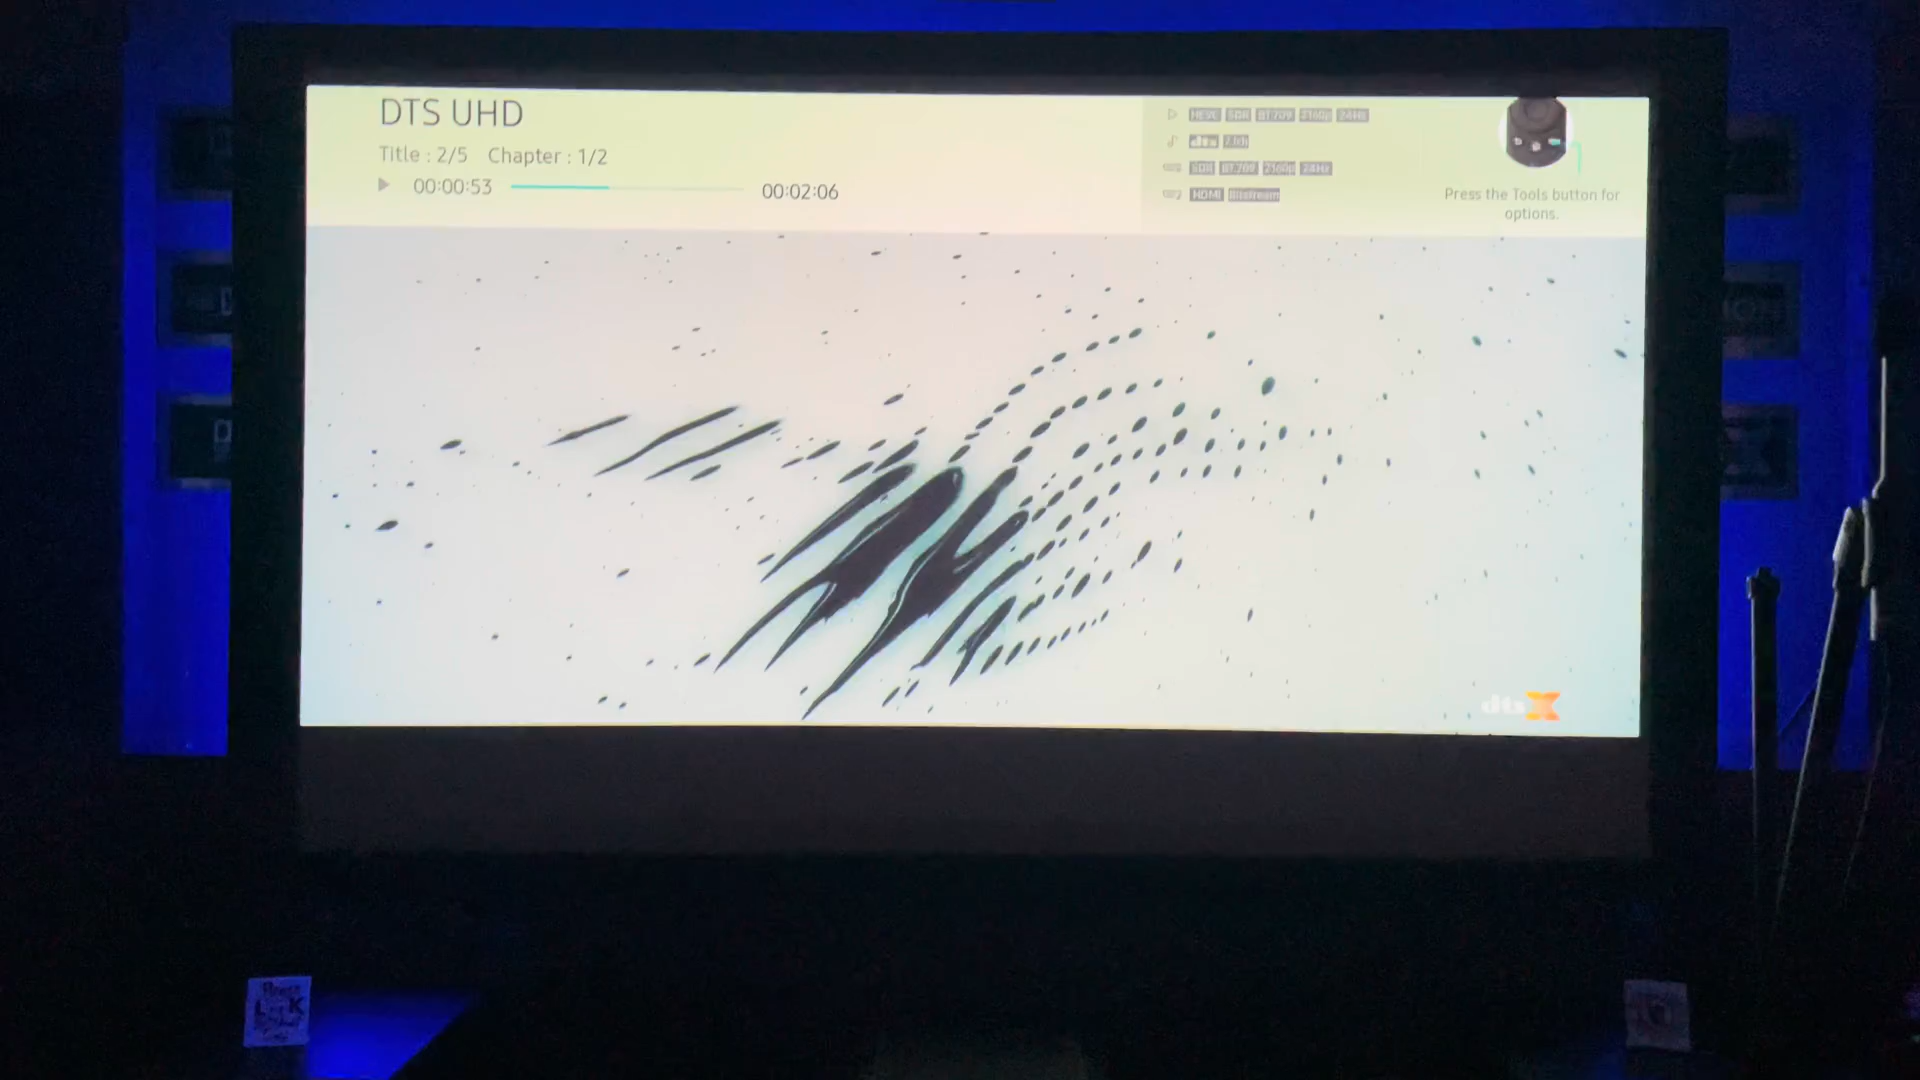 DTS UHD
Title : 2/5 Chapter : 1/2
00:00:53
00:02:06
HEVC SDR BT.709 2160p 24Hz
dts 7.1ch
SDR BT.709 2160p 24Hz
HDMI Bitstream
Press the Tools button for
options.
dts X